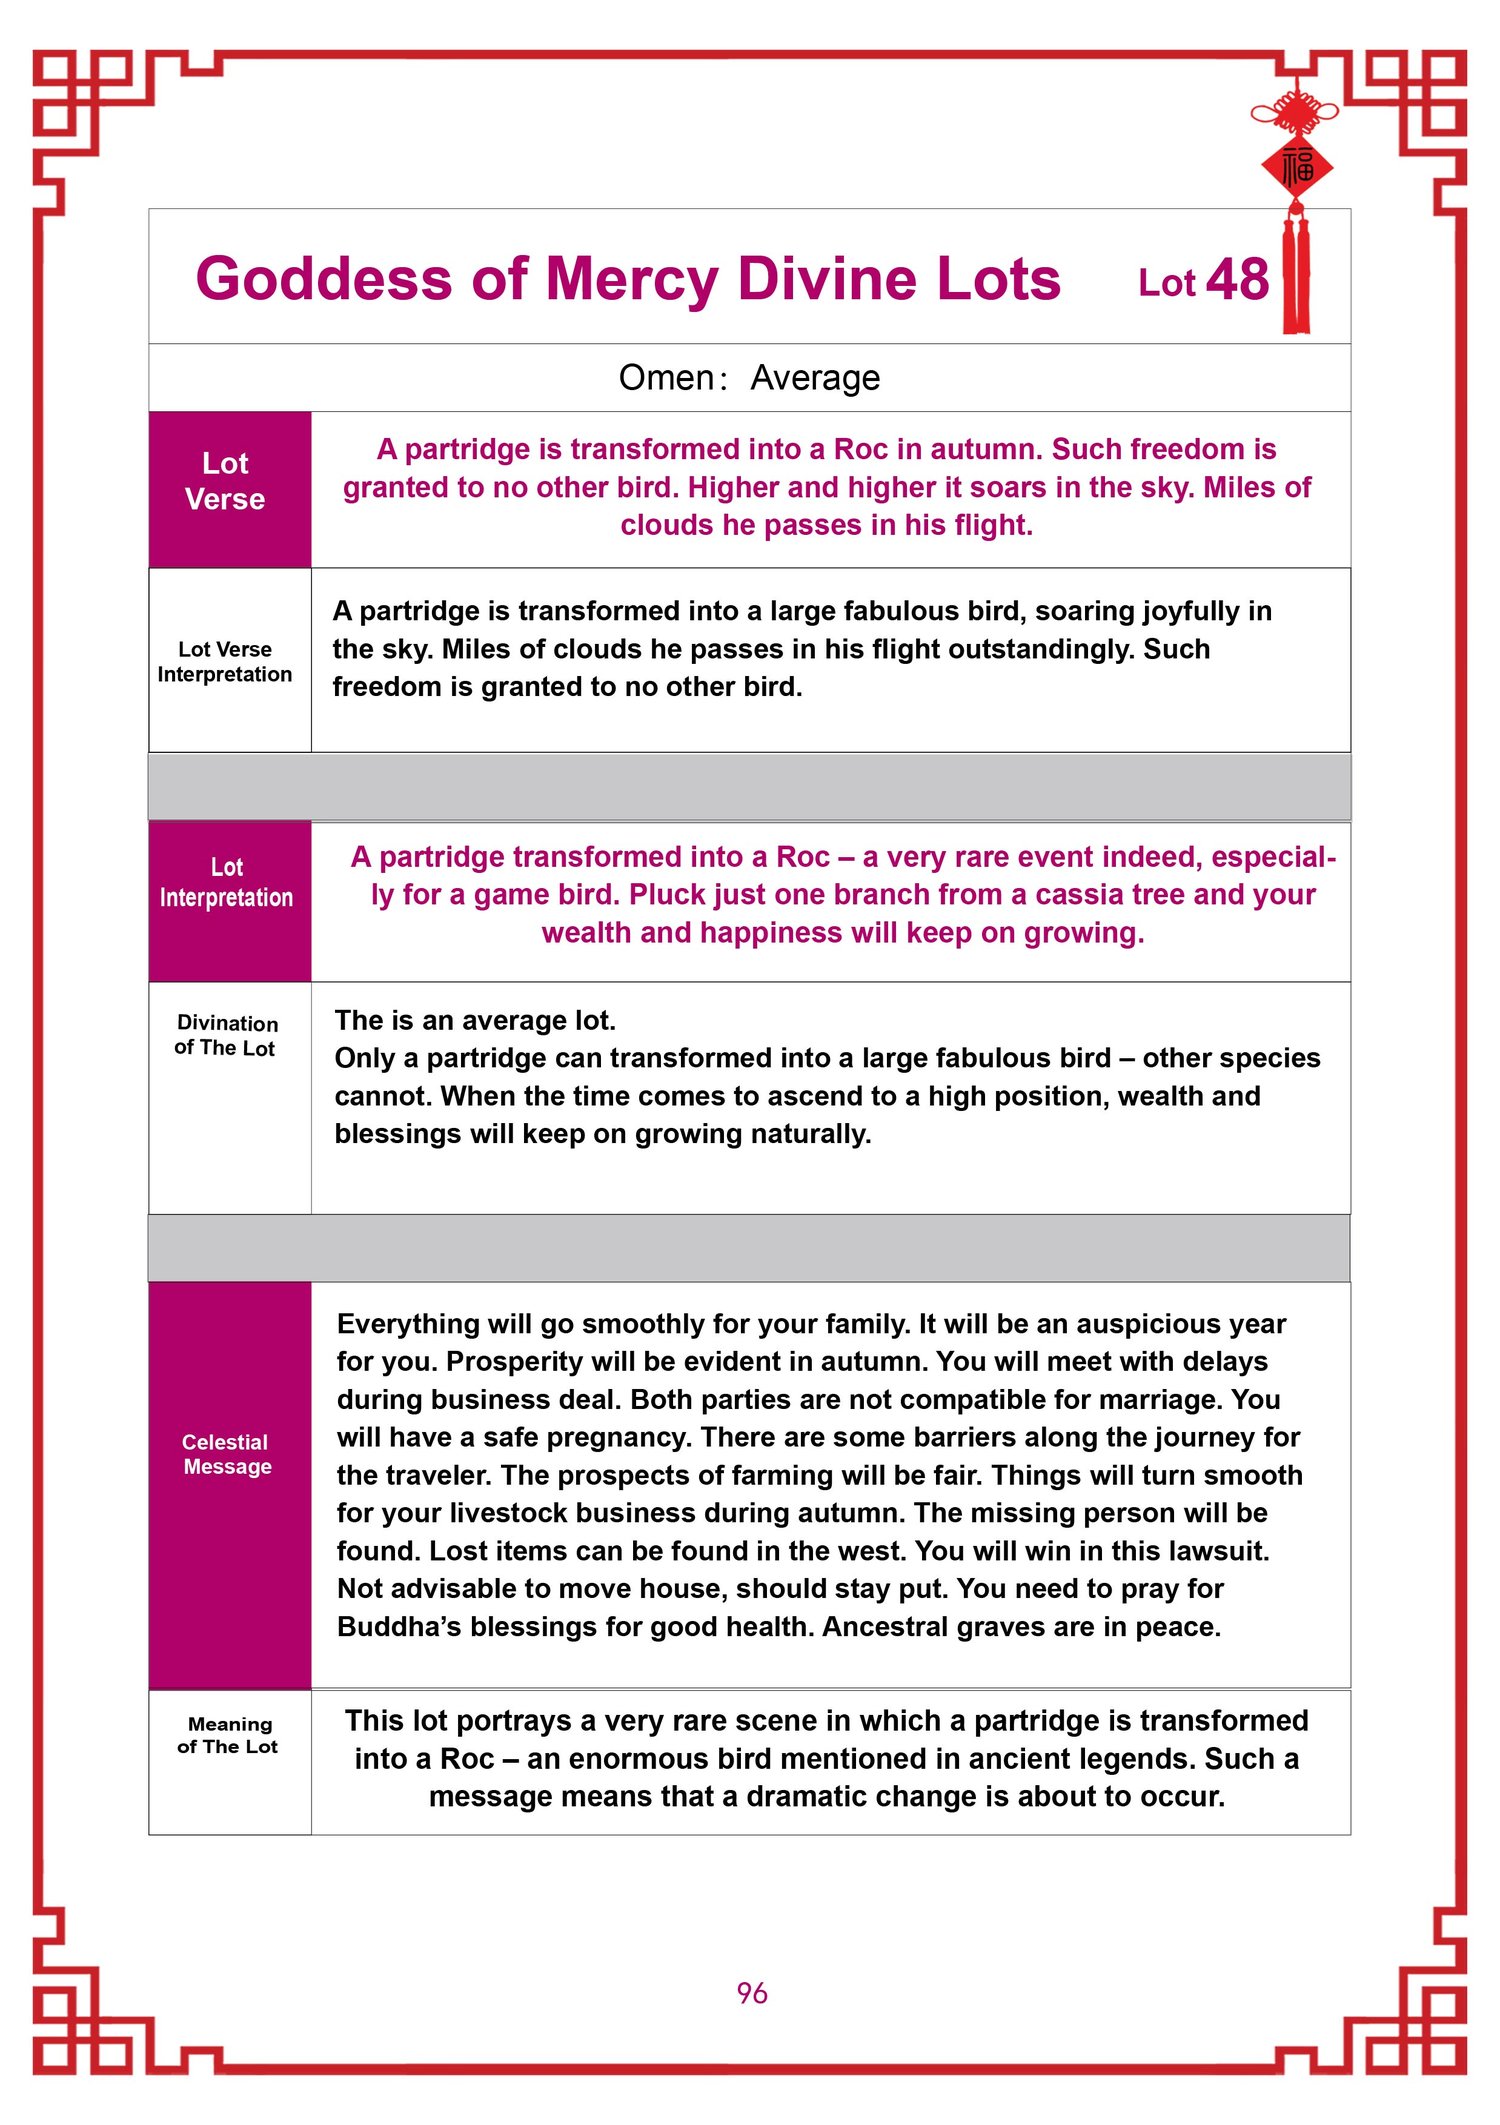 福
Goddess of Mercy Divine Lots Lot 48
Omen: Average
Lot
Verse
A partridge is transformed into a Roc in autumn. Such freedom is
granted to no other bird. Higher and higher it soars in the sky. Miles of
clouds he passes in his flight.
Lot Verse
Interpretation
A partridge is transformed into a large fabulous bird, soaring joyfully in
the sky. Miles of clouds he passes in his flight outstandingly. Such
freedom is granted to no other bird.
Lot
Interpretation
A partridge transformed into a Roc – a very rare event indeed, especial-
ly for a game bird. Pluck just one branch from a cassia tree and your
wealth and happiness will keep on growing.
Divination
of The Lot
The is an average lot.
Only a partridge can transformed into a large fabulous bird – other species
cannot. When the time comes to ascend to a high position, wealth and
blessings will keep on growing naturally.
Celestial
Message
Everything will go smoothly for your family. It will be an auspicious year
for you. Prosperity will be evident in autumn. You will meet with delays
during business deal. Both parties are not compatible for marriage. You
will have a safe pregnancy. There are some barriers along the journey for
the traveler. The prospects of farming will be fair. Things will turn smooth
for your livestock business during autumn. The missing person will be
found. Lost items can be found in the west. You will win in this lawsuit.
Not advisable to move house, should stay put. You need to pray for
Buddha’s blessings for good health. Ancestral graves are in peace.
Meaning
of The Lot
This lot portrays a very rare scene in which a partridge is transformed
into a Roc – an enormous bird mentioned in ancient legends. Such a
message means that a dramatic change is about to occur.
96